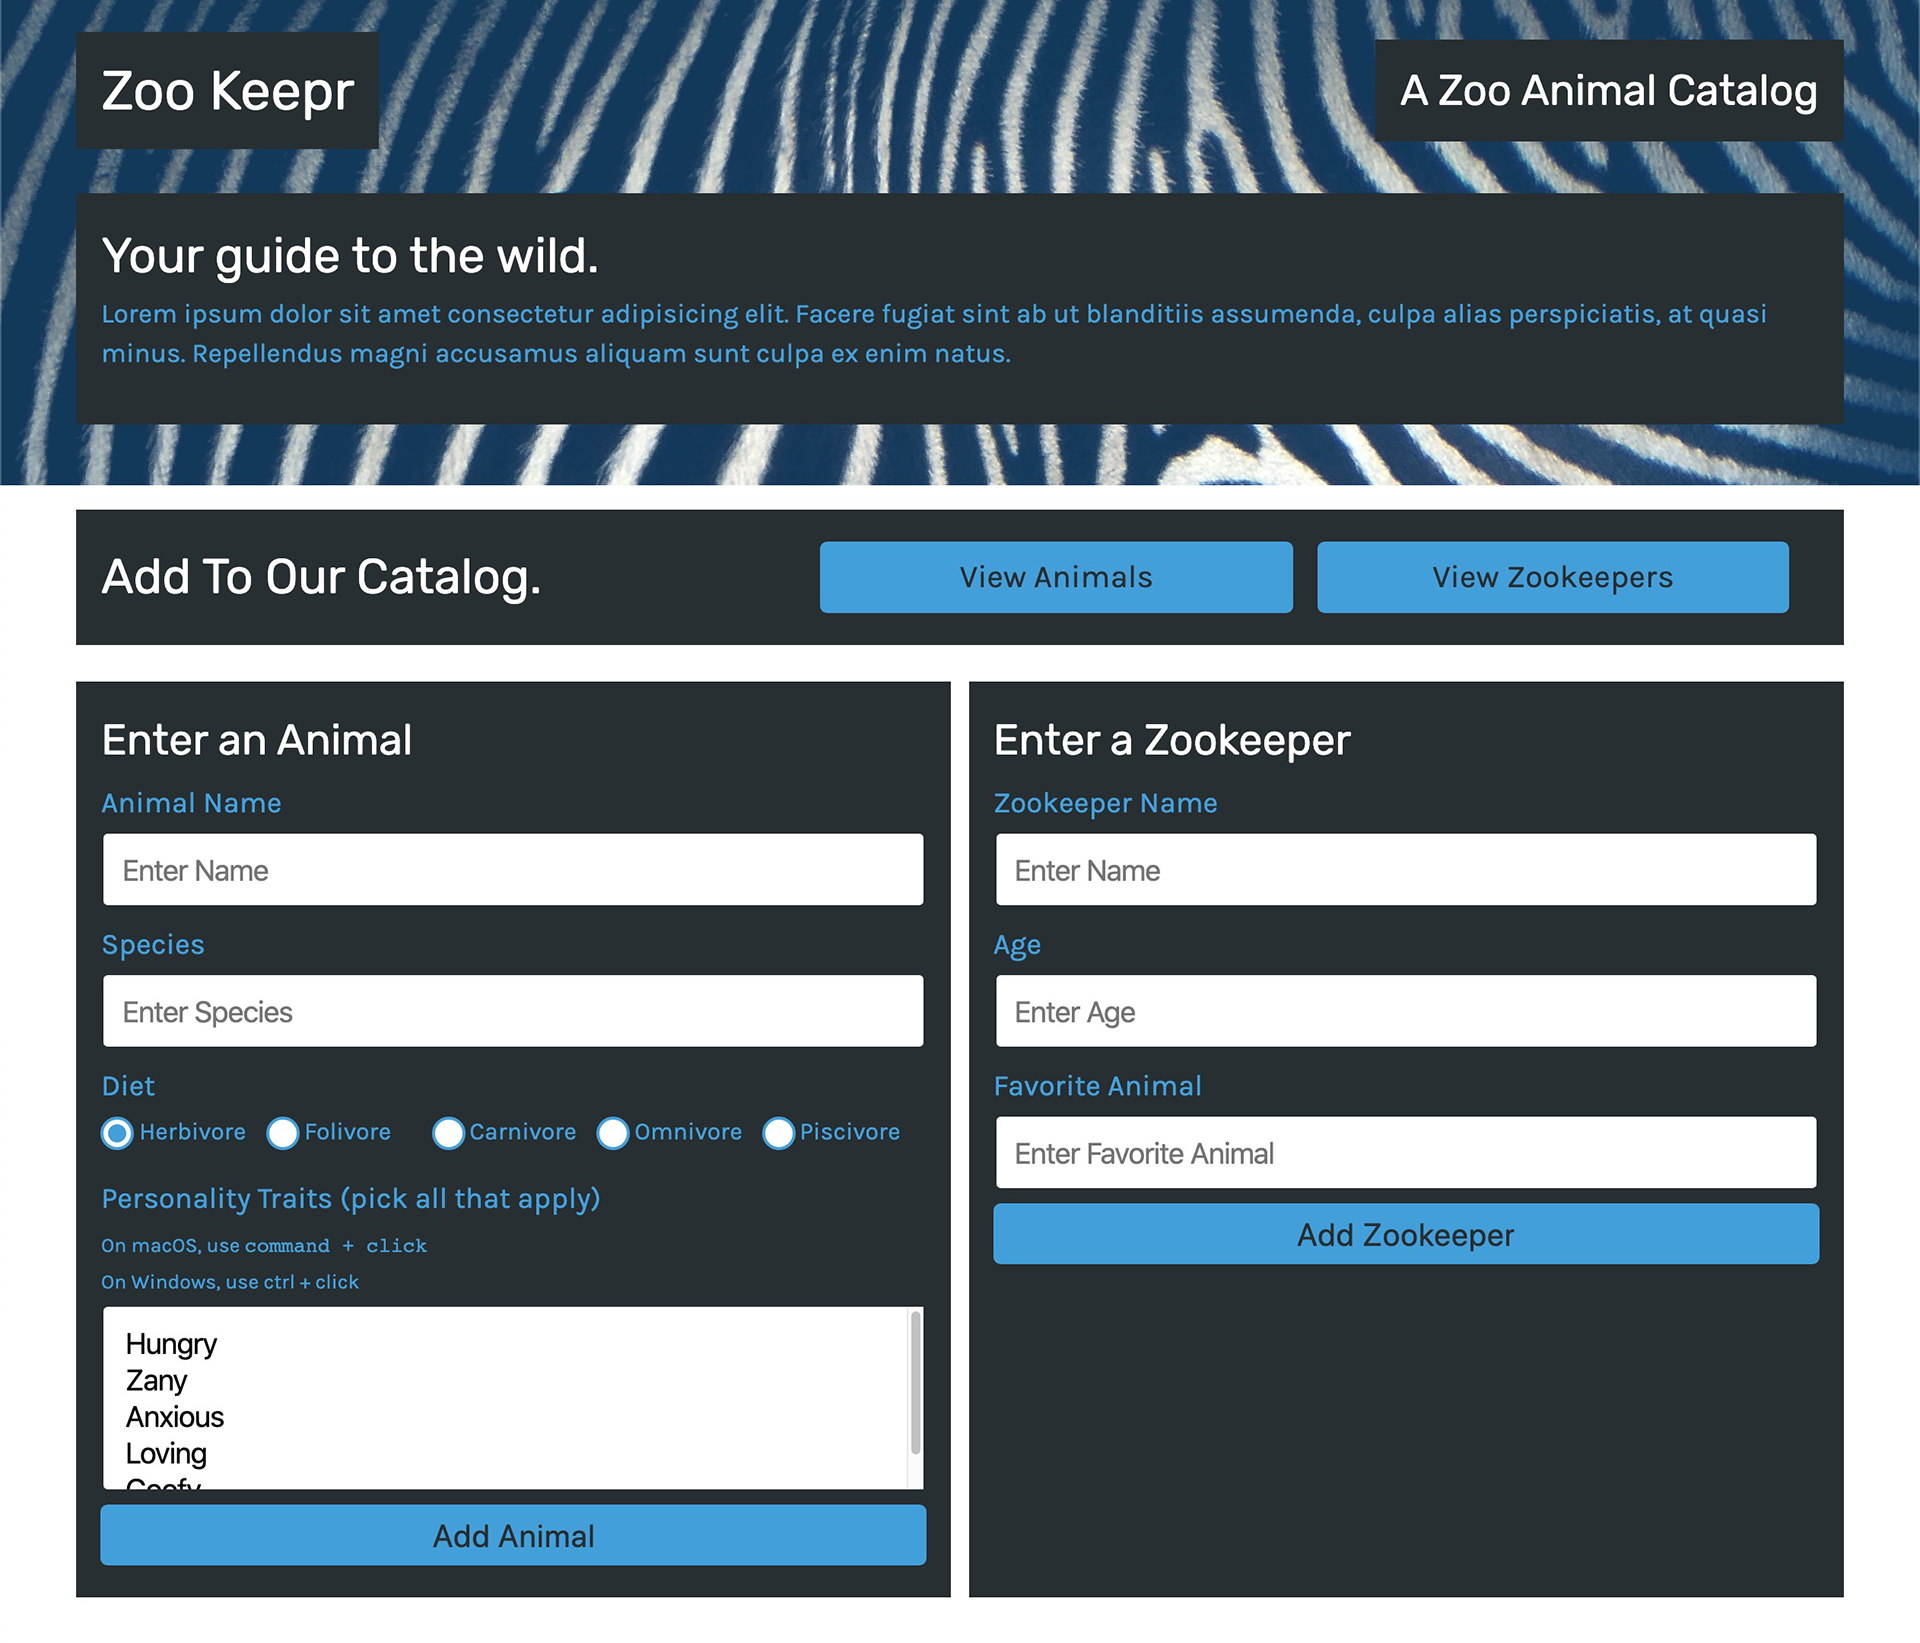 Zoo Keepr
A Zoo Animal Catalog
Your guide to the wild.
Lorem ipsum dolor sit amet consectetur adipisicing elit. Facere fugiat sint ab ut blanditiis assumenda, culpa alias perspiciatis, at quasi
minus. Repellendus magni accusamus aliquam sunt culpa ex enim natus.
Add To Our Catalog.
View Animals
View Zookeepers
Enter an Animal
Animal Name
Enter Name
Species
Enter Species
Diet
Herbivore Folivore Carnivore Omnivore Piscivore
Personality Traits (pick all that apply)
On macOS, use command + click
On Windows, use ctrl + click
Hungry
Zany
Anxious
Loving
Goofy
Add Animal
Enter a Zookeeper
Zookeeper Name
Enter Name
Age
Enter Age
Favorite Animal
Enter Favorite Animal
Add Zookeeper